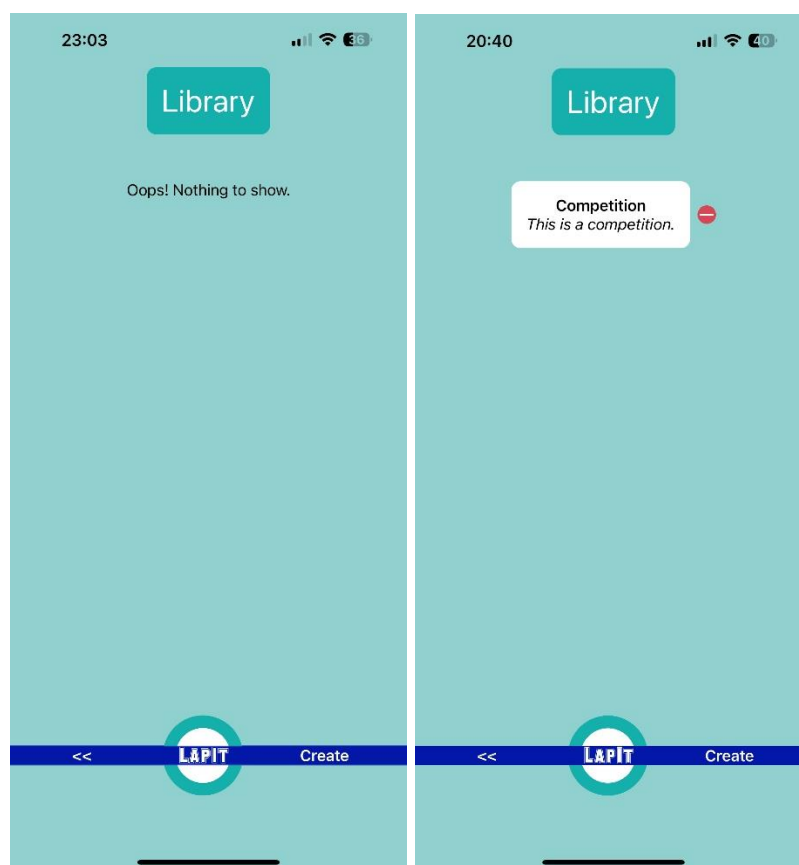 23:03
36
Library
Oops! Nothing to show.
<<
LAPIT
Create
20:40
40
Library
Competition
This is a competition.
<<
LAPIT
Create